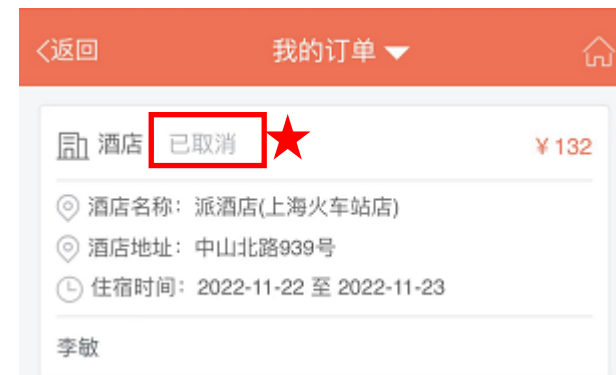 返回 我的订单
酒店 已取消 ¥132
酒店名称：派酒店(上海火车站店)
酒店地址：中山北路939号
住宿时间：2022-11-22 至 2022-11-23
李敏